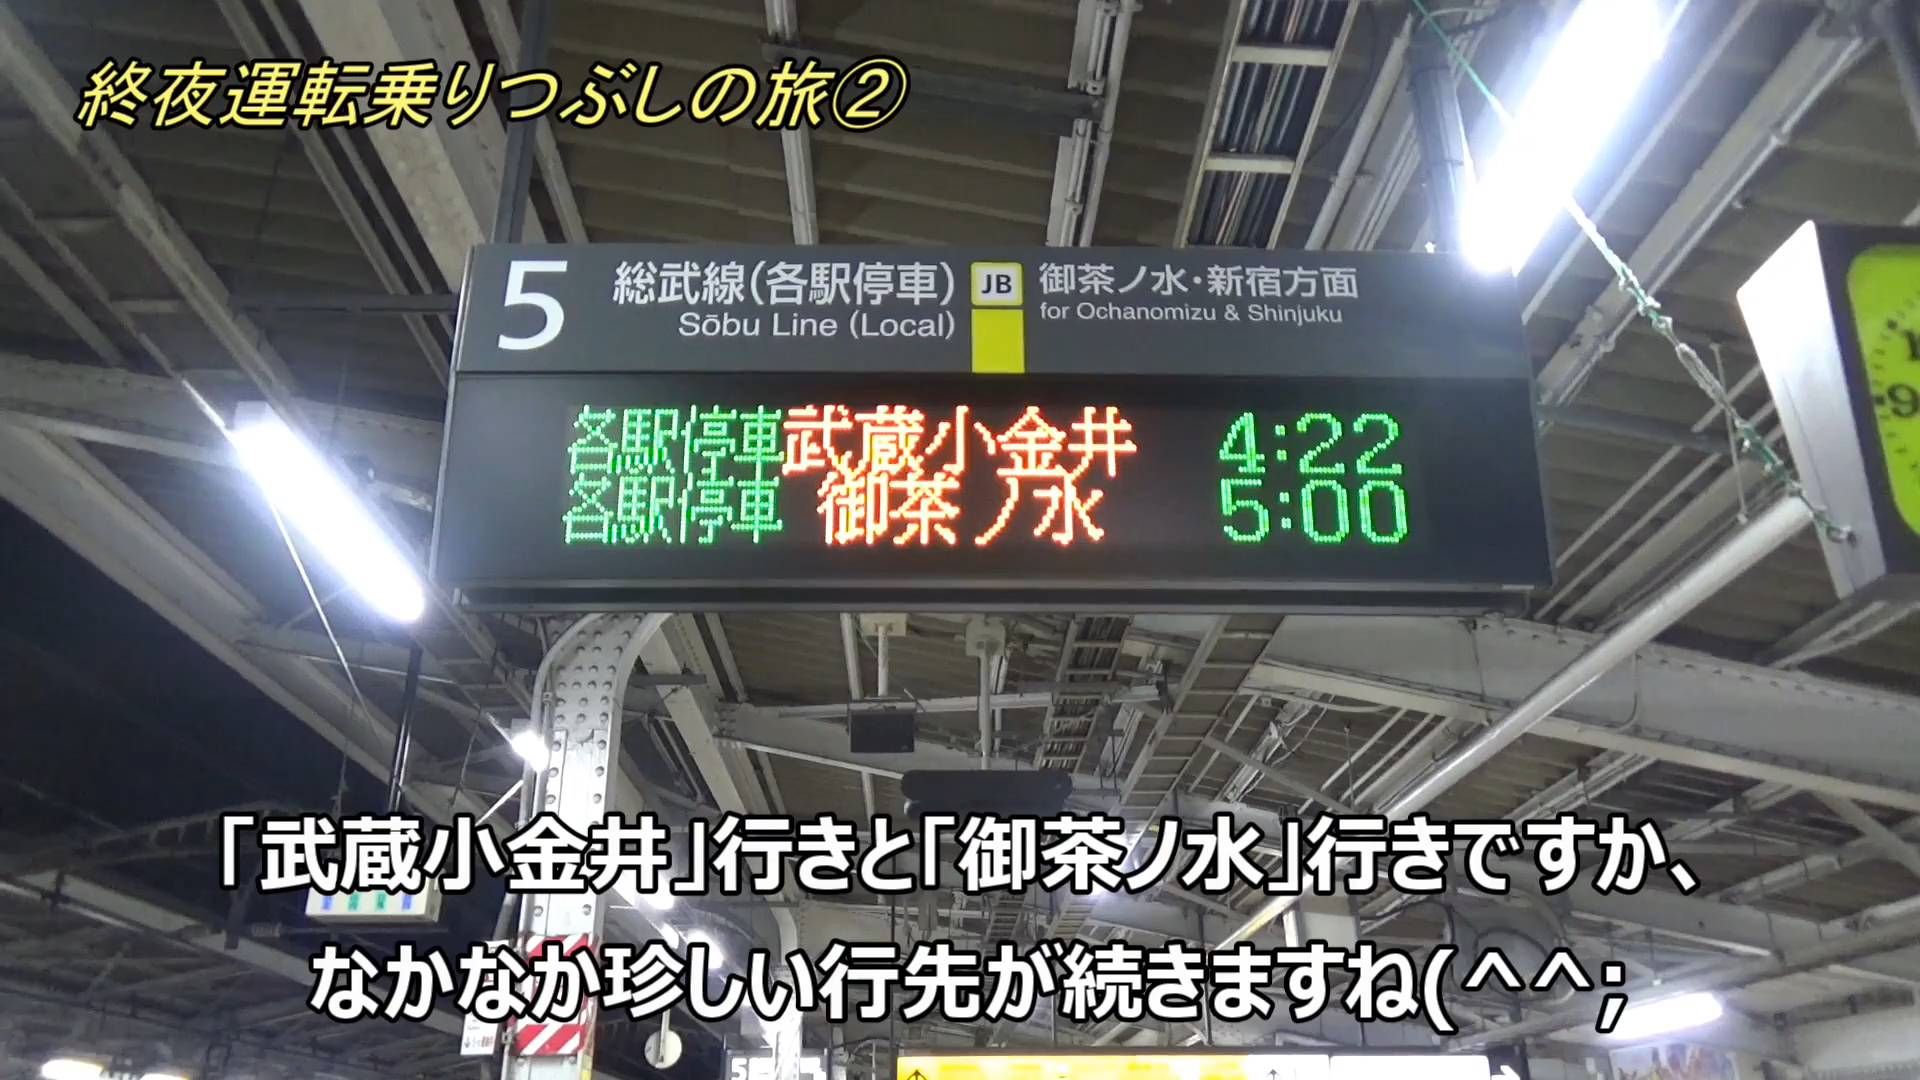 終夜運転乗りつぶしの旅②
5 総武線(各駅停車) JB 御茶ノ水・新宿方面
Sōbu Line (Local) for Ochanomizu & Shinjuku
各駅停車 武蔵小金井 4:22
各駅停車 御茶ノ水 5:00
9
「武蔵小金井」行きと「御茶ノ水」行きですか、
なかなか珍しい行先が続きますね(^^;
5